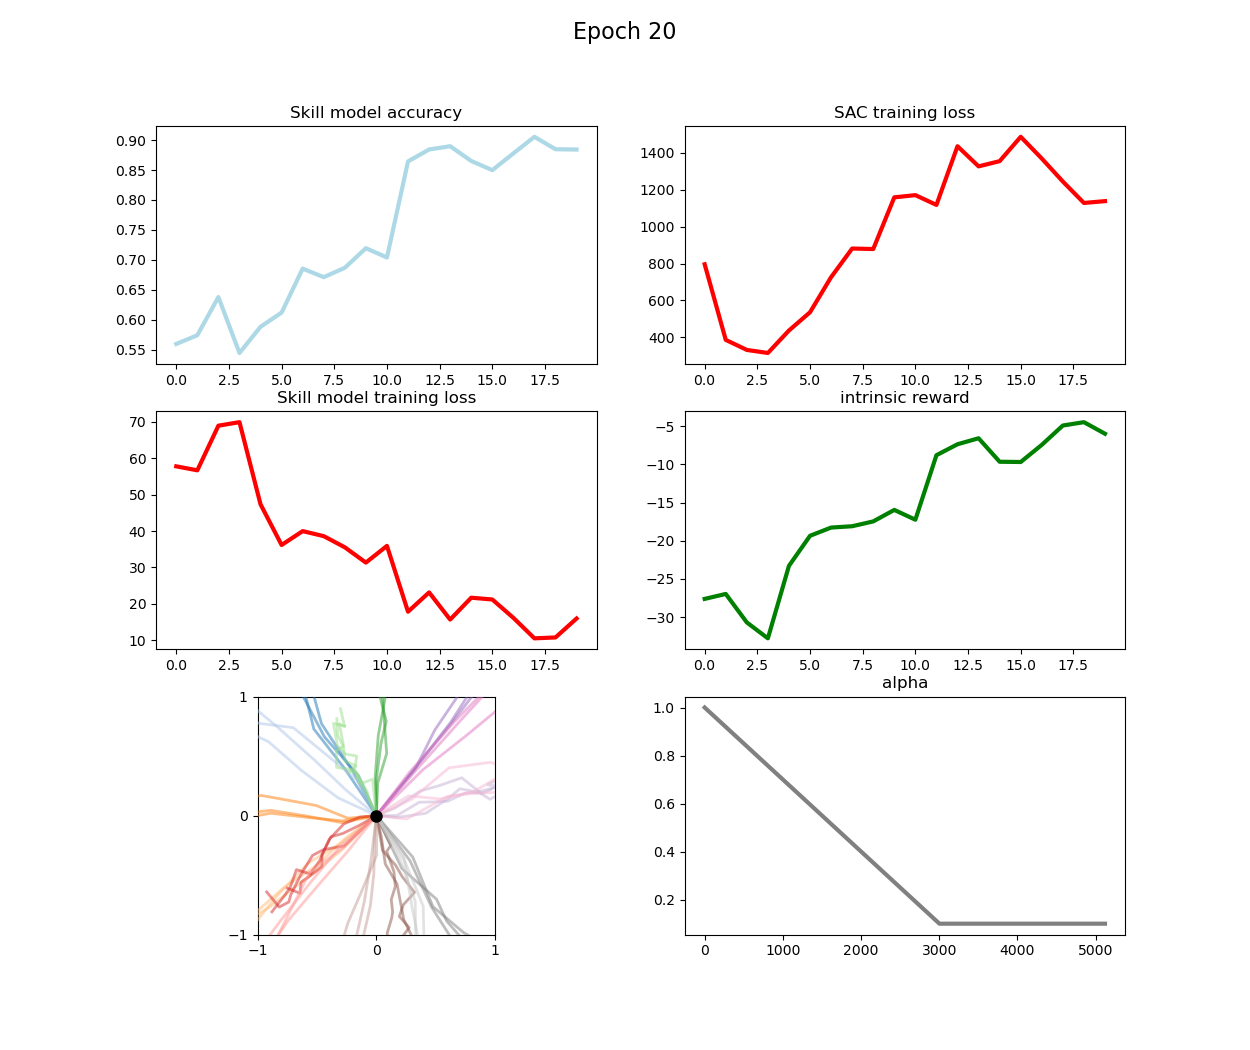 Epoch 20
Skill model accuracy
0.90
0.85
0.80
0.75
0.70
0.65
0.60
0.55
0.0 2.5 5.0 7.5 10.0 12.5 15.0 17.5
SAC training loss
1400
1200
1000
800
600
400
0.0 2.5 5.0 7.5 10.0 12.5 15.0 17.5
Skill model training loss
70
60
50
40
30
20
10
0.0 2.5 5.0 7.5 10.0 12.5 15.0 17.5
intrinsic reward
−5
−10
−15
−20
−25
−30
0.0 2.5 5.0 7.5 10.0 12.5 15.0 17.5
1
0
−1
−1 0 1
alpha
1.0
0.8
0.6
0.4
0.2
0 1000 2000 3000 4000 5000